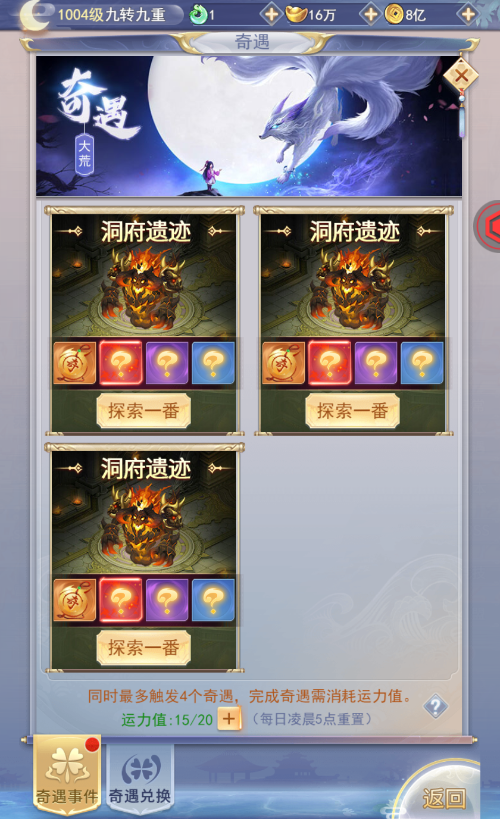 1004级九转九重 1 16万 8亿
奇遇
奇遇
大荒
洞府遗迹 洞府遗迹
探索一番 探索一番
洞府遗迹
探索一番
同时最多触发4个奇遇，完成奇遇需消耗运力值。
运力值:15/20 （每日凌晨5点重置）
奇遇事件 奇遇兑换 返回